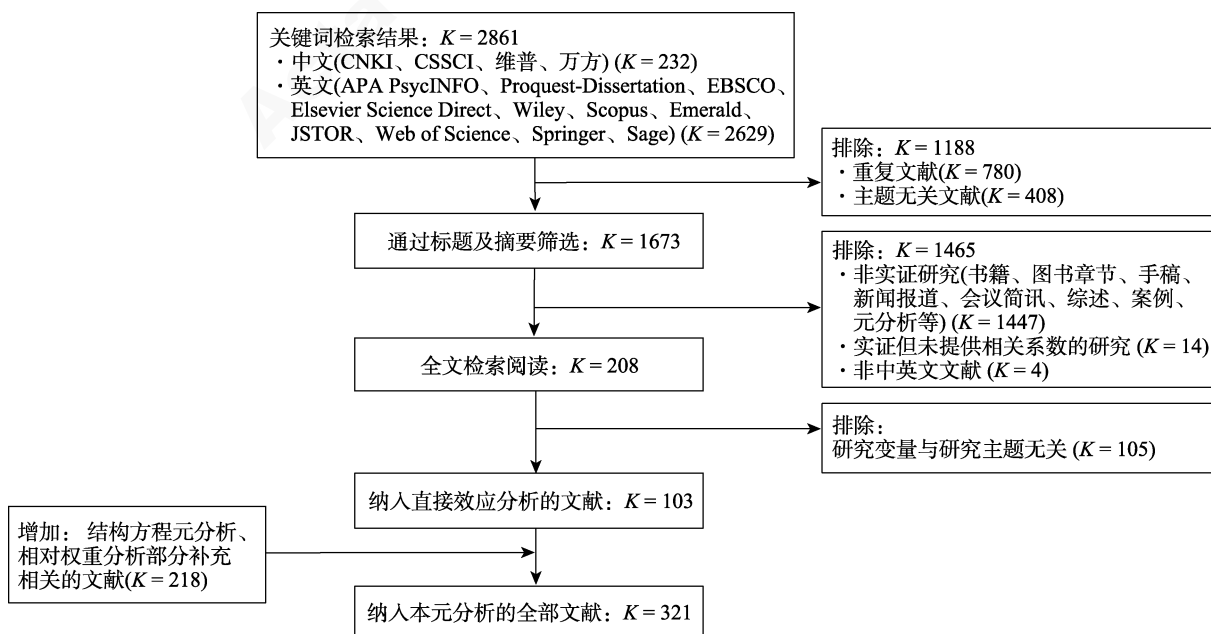 关键词检索结果：K = 2861
·中文(CNKI、CSSCI、维普、万方) (K = 232)
·英文(APA PsycINFO、Proquest-Dissertation、EBSCO、
Elsevier Science Direct、Wiley、Scopus、Emerald、
JSTOR、Web of Science、Springer、Sage) (K = 2629)
排除：K = 1188
·重复文献(K = 780)
·主题无关文献(K = 408)
通过标题及摘要筛选：K = 1673
排除：K = 1465
·非实证研究(书籍、图书章节、手稿、
新闻报道、会议简讯、综述、案例、
元分析等) (K = 1447)
·实证但未提供相关系数的研究 (K = 14)
·非中英文文献 (K = 4)
全文检索阅读：K = 208
排除：
研究变量与研究主题无关 (K = 105)
纳入直接效应分析的文献：K = 103
增加： 结构方程元分析、
相对权重分析部分补充
相关的文献(K = 218)
纳入本元分析的全部文献：K = 321